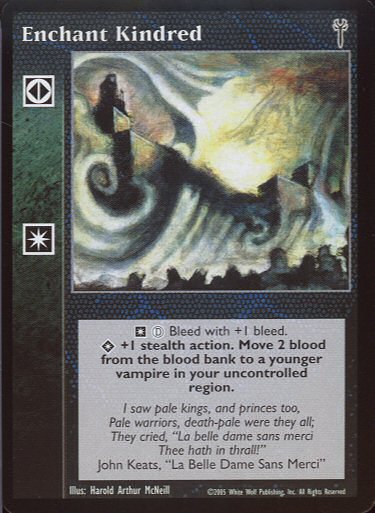 Enchant Kindred
Ⓓ Bleed with +1 bleed.
+1 stealth action. Move 2 blood
from the blood bank to a younger
vampire in your uncontrolled
region.
I saw pale kings, and princes too,
Pale warriors, death-pale were they all;
They cried, “La belle dame sans merci
Thee hath in thrall!”
John Keats, “La Belle Dame Sans Merci”
Illus: Harold Arthur McNeill
©2005 White Wolf Publishing, Inc. All Rights Reserved